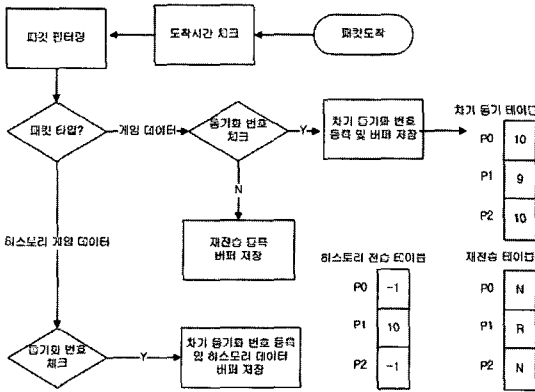 패킷 필터링
도착시간 체크
패킷도착
패킷 타입?
게임 데이터
동기화 번호
체크
Y
차기 동기화 번호
등록 및 버퍼 저장
차기 동기 테이블
P0 10
P1 9
P2 10
N
재전송 등록
버퍼 저장
히스토리 게임 데이터
히스토리 전송 테이블
P0 -1
P1 10
P2 -1
재전송 테이블
P0 N
P1 R
P2 N
동기화 번호
체크
Y
차기 동기화 번호 등록
및 히스토리 데이터
버퍼 저장